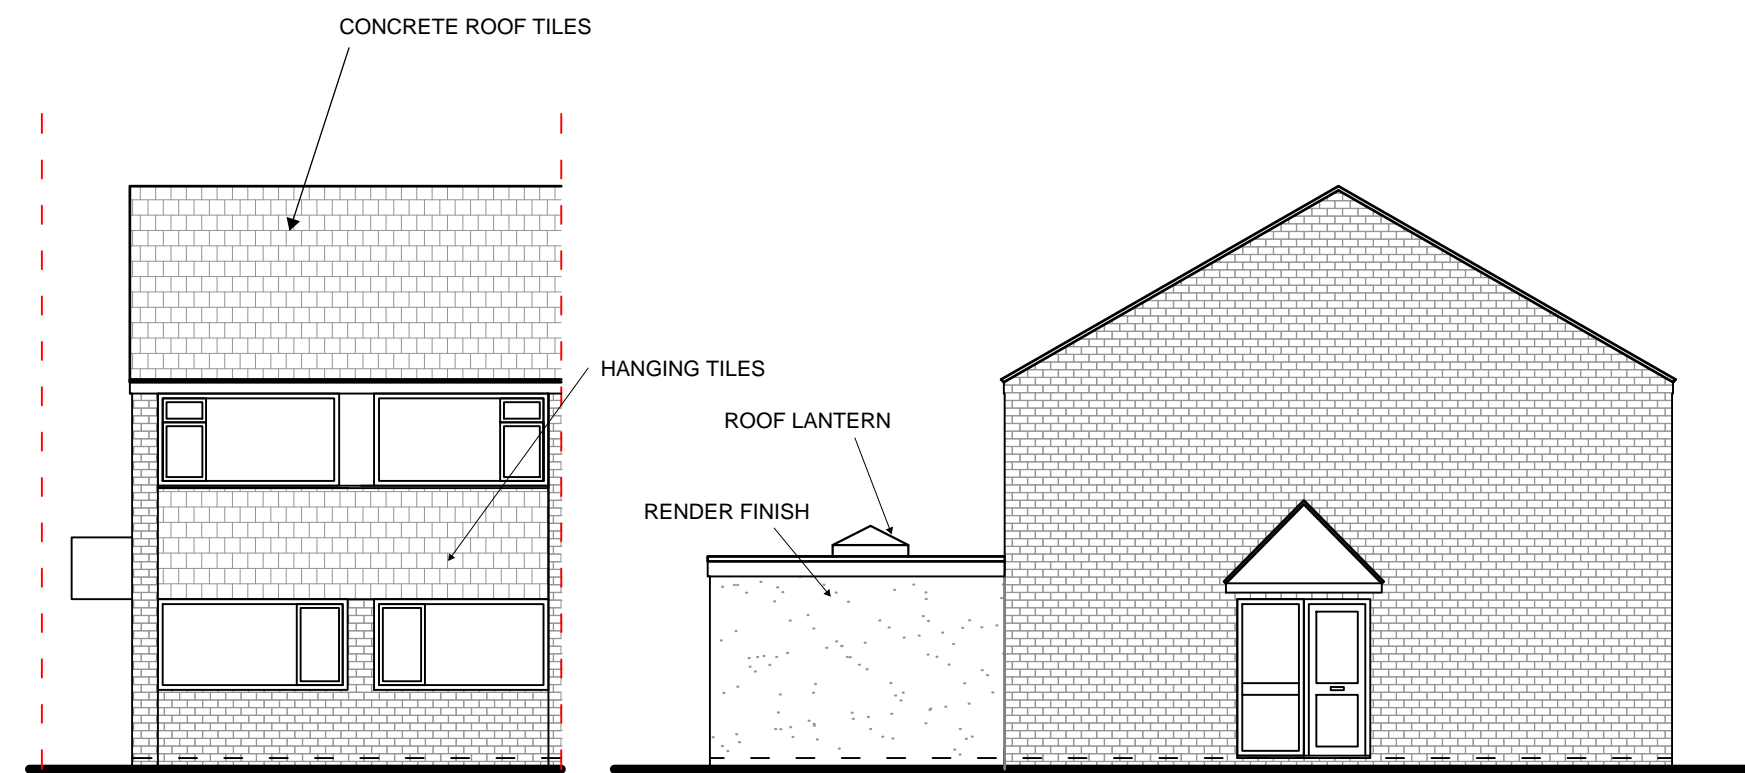 CONCRETE ROOF TILES
HANGING TILES
ROOF LANTERN
RENDER FINISH